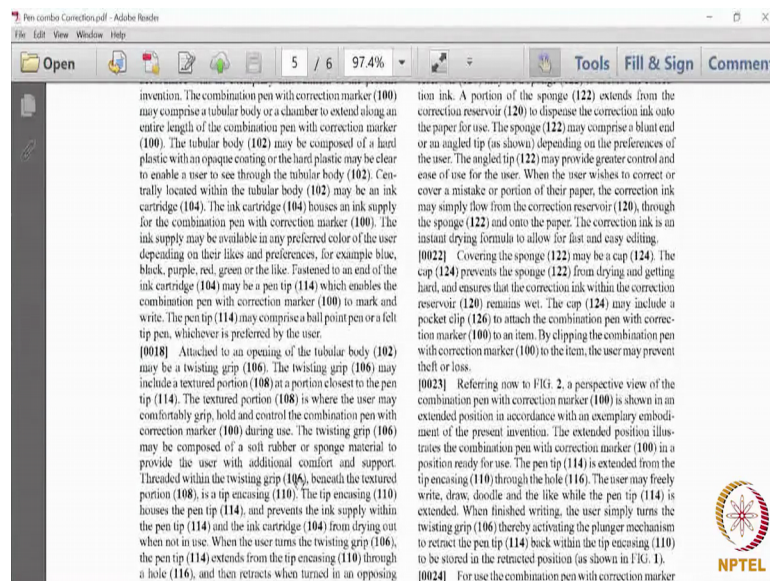 Pen combo Correction.pdf - Adobe Reader
File Edit View Window Help
Open
5 / 6
97.4%
Tools Fill & Sign Comment
invention. The combination pen with correction marker (100)
may comprise a tubular body or a chamber to extend along an
entire length of the combination pen with correction marker
(100). The tubular body (102) may be composed of a hard
plastic with an opaque coating or the hard plastic may be clear
to enable a user to see through the tubular body (102). Cen-
trally located within the tubular body (102) may be an ink
cartridge (104). The ink cartridge (104) houses an ink supply
for the combination pen with correction marker (100). The
ink supply may be available in any preferred color of the user
depending on their likes and preferences, for example blue,
black, purple, red, green or the like. Fastened to an end of the
ink cartridge (104) may be a pen tip (114) which enables the
combination pen with correction marker (100) to mark and
write. The pen tip (114) may comprise a ball point pen or a felt
tip pen, whichever is preferred by the user.
[0018] Attached to an opening of the tubular body (102)
may be a twisting grip (106). The twisting grip (106) may
include a textured portion (108) at a portion closest to the pen
tip (114). The textured portion (108) is where the user may
comfortably grip, hold and control the combination pen with
correction marker (100) during use. The twisting grip (106)
may be composed of a soft rubber or sponge material to
provide the user with additional comfort and support.
Threaded within the twisting grip (106), beneath the textured
portion (108), is a tip encasing (110). The tip encasing (110)
houses the pen tip (114), and prevents the ink supply within
the pen tip (114) and the ink cartridge (104) from drying out
when not in use. When the user turns the twisting grip (106),
the pen tip (114) extends from the tip encasing (110) through
a hole (116), and then retracts when turned in an opposing
tion ink. A portion of the sponge (122) extends from the
correction reservoir (120) to dispense the correction ink onto
the paper for use. The sponge (122) may comprise a blunt end
or an angled tip (as shown) depending on the preferences of
the user. The angled tip (122) may provide greater control and
ease of use for the user. When the user wishes to correct or
cover a mistake or portion of their paper, the correction ink
may simply flow from the correction reservoir (120), through
the sponge (122) and onto the paper. The correction ink is an
instant drying formula to allow for fast and easy editing.
[0022] Covering the sponge (122) may be a cap (124). The
cap (124) prevents the sponge (122) from drying and getting
hard, and ensures that the correction ink within the correction
reservoir (120) remains wet. The cap (124) may include a
pocket clip (126) to attach the combination pen with correc-
tion marker (100) to an item. By clipping the combination pen
with correction marker (100) to the item, the user may prevent
theft or loss.
[0023] Referring now to FIG. 2, a perspective view of the
combination pen with correction marker (100) is shown in an
extended position in accordance with an exemplary embodi-
ment of the present invention. The extended position illus-
trates the combination pen with correction marker (100) in a
position ready for use. The pen tip (114) is extended from the
tip encasing (110) through the hole (116). The user may freely
write, draw, doodle and the like while the pen tip (114) is
extended. When finished writing, the user simply turns the
twisting grip (106) thereby activating the plunger mechanism
to retract the pen tip (114) back within the tip encasing (110)
to be stored in the retracted position (as shown in FIG. 1).
[0024] For use the combination pen with correction marker
NPTEL